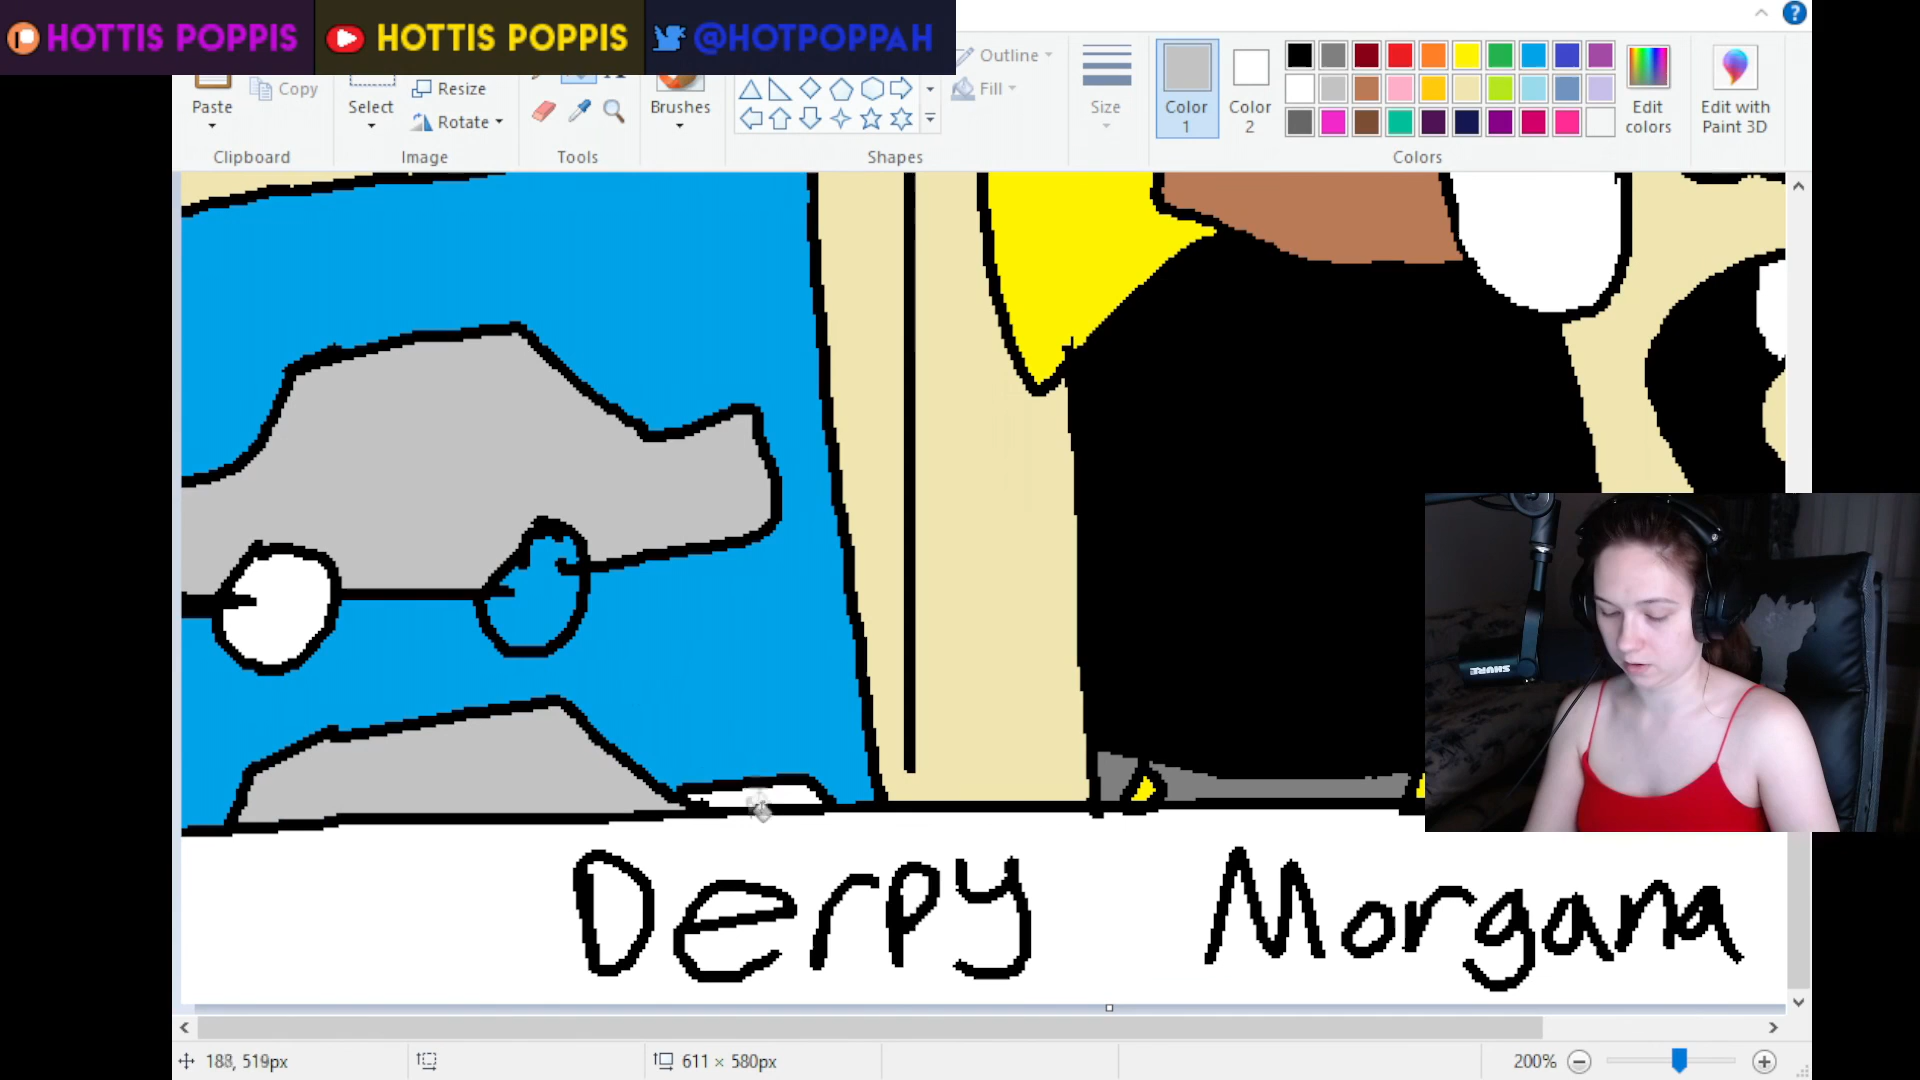 HOTTIS POPPIS HOTTIS POPPIS @HOTPOPPAH
Outline
Copy Resize Fill
Paste Select Brushes Size Color 1 Color 2 Edit colors Edit with Paint 3D
Rotate
Clipboard Image Tools Shapes Colors
SHURE
Derpy Morgana
188, 519px 611 × 580px 200%